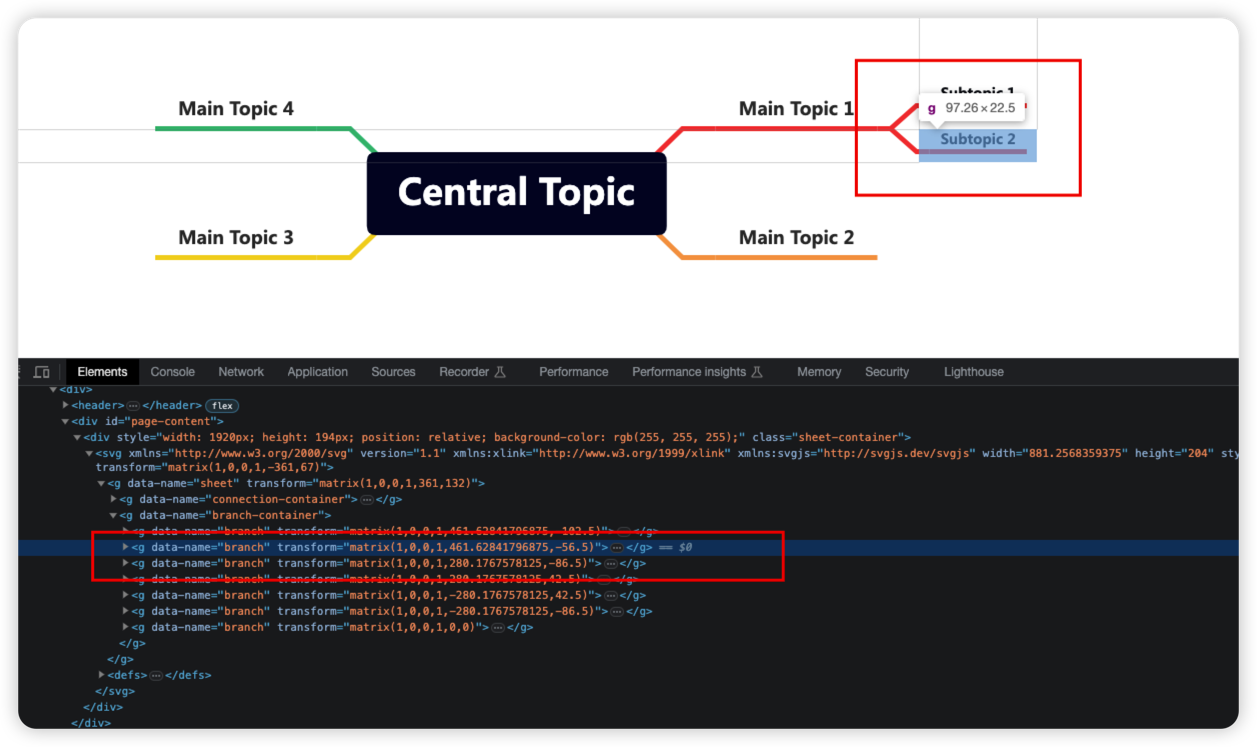 Main Topic 4
Main Topic 1
Subtopic 1
g 97.26×22.5
Subtopic 2
Central Topic
Main Topic 3
Main Topic 2
Elements Console Network Application Sources Recorder Performance Performance insights Memory Security Lighthouse
<div>
<header>…</header> flex
<div id="page-content">
<div style="width: 1920px; height: 194px; position: relative; background-color: rgb(255, 255, 255);" class="sheet-container">
<svg xmlns="http://www.w3.org/2000/svg" version="1.1" xmlns:xlink="http://www.w3.org/1999/xlink" xmlns:svgjs="http://svgjs.dev/svgjs" width="881.2568359375" height="204" sty
transform="matrix(1,0,0,1,-361,67)">
<g data-name="sheet" transform="matrix(1,0,0,1,361,132)">
<g data-name="connection-container">…</g>
<g data-name="branch-container">
<g data-name="branch" transform="matrix(1,0,0,1,461.62841796875,-102.5)">…</g>
<g data-name="branch" transform="matrix(1,0,0,1,461.62841796875,-56.5)">…</g> == $0
<g data-name="branch" transform="matrix(1,0,0,1,280.1767578125,-86.5)">…</g>
<g data-name="branch" transform="matrix(1,0,0,1,280.1767578125,42.5)">…</g>
<g data-name="branch" transform="matrix(1,0,0,1,-280.1767578125,42.5)">…</g>
<g data-name="branch" transform="matrix(1,0,0,1,-280.1767578125,-86.5)">…</g>
<g data-name="branch" transform="matrix(1,0,0,1,0,0)">…</g>
</g>
</g>
<defs>…</defs>
</svg>
</div>
</div>